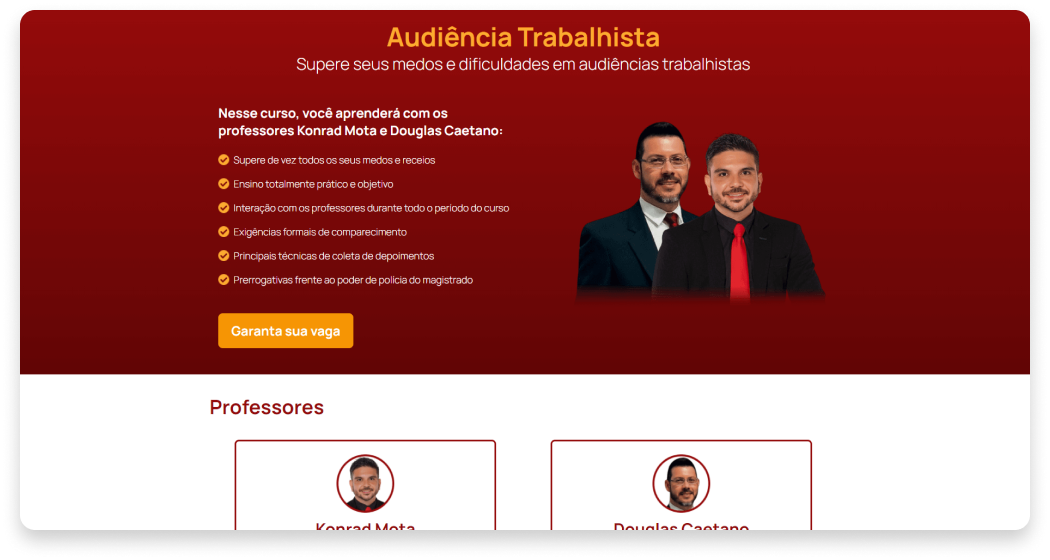 Audiência Trabalhista
Supere seus medos e dificuldades em audiências trabalhistas
Nesse curso, você aprenderá com os
professores Konrad Mota e Douglas Caetano:
Supere de vez todos os seus medos e receios
Ensino totalmente prático e objetivo
Interação com os professores durante todo o período do curso
Exigências formais de comparecimento
Principais técnicas de coleta de depoimentos
Prerrogativas frente ao poder de polícia do magistrado
Garanta sua vaga
Professores
Konrad Mota
Douglas Caetano